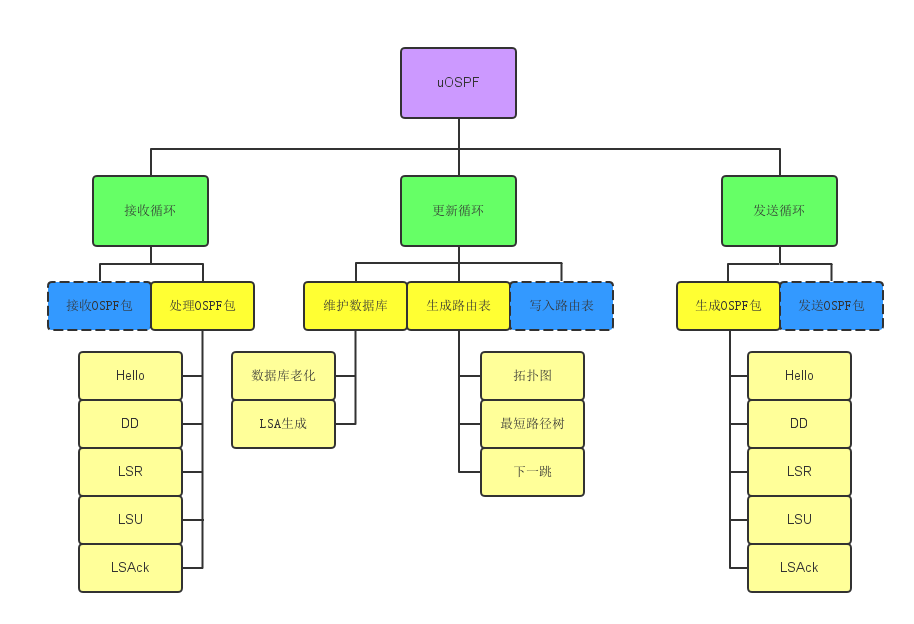 uOSPF
接收循环
更新循环
发送循环
接收OSPF包
处理OSPF包
维护数据库
生成路由表
写入路由表
生成OSPF包
发送OSPF包
Hello
DD
LSR
LSU
LSAck
数据库老化
LSA生成
拓扑图
最短路径树
下一跳
Hello
DD
LSR
LSU
LSAck